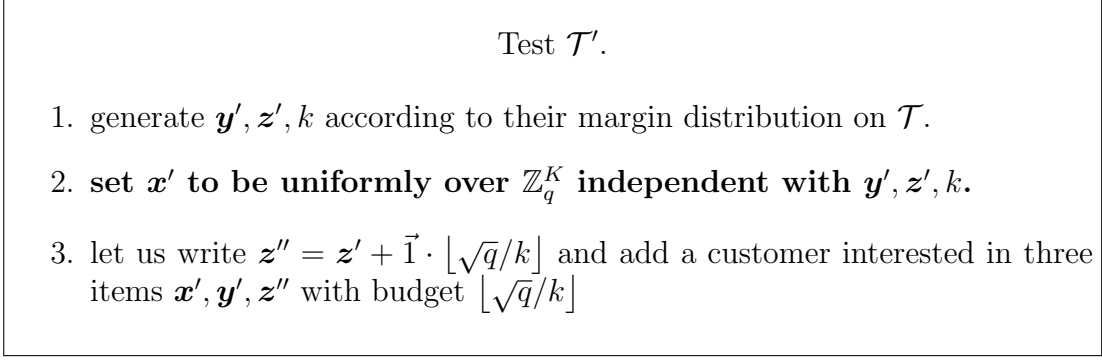 Test 𝒯′.
1. generate 𝒚′, 𝒛′, k according to their margin distribution on 𝒯.
2. set 𝒙′ to be uniformly over ℤ_q^K independent with 𝒚′, 𝒛′, k.
3. let us write 𝒛″ = 𝒛′ + 1⃗ · ⌊√q/k⌋ and add a customer interested in three
items 𝒙′, 𝒚′, 𝒛″ with budget ⌊√q/k⌋